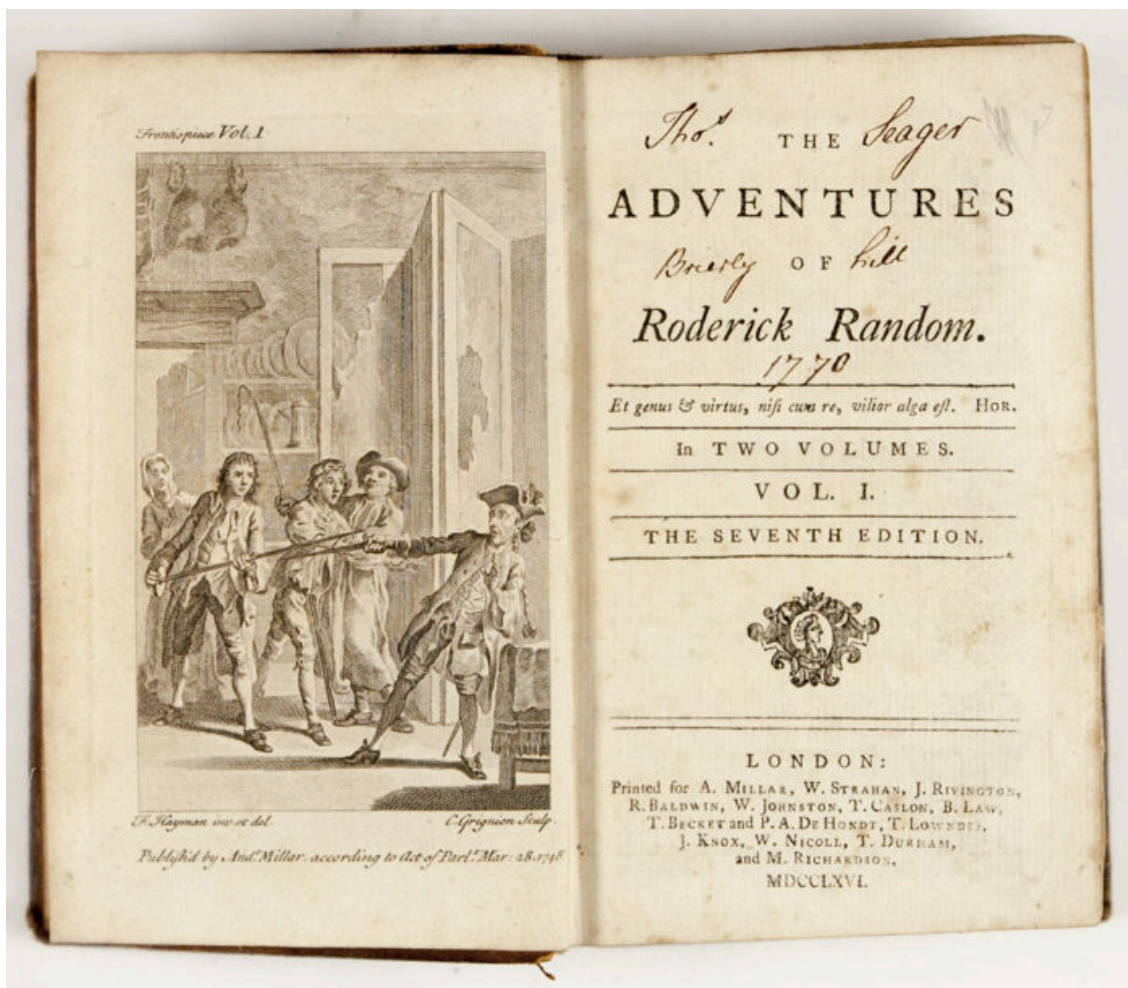 Frontispiece Vol. 1
F. Hayman inv. et del.
C. Grignion Sculp.
Publish'd by And.ʷ Millar. according to Act of Parl.ᵗ Mar: 28. 1748
Thoˢ. THE Seager
ADVENTURES
Brierly OF hill
Roderick Random.
1770
Et genus & virtus, niſi cum re, vilior alga eſt. HOR.
In TWO VOLUMES.
VOL. I.
THE SEVENTH EDITION.
LONDON:
Printed for A. MILLAR, W. STRAHAN, J. RIVINGTON,
R. BALDWIN, W. JOHNSTON, T. CASLON, B. LAW,
T. BECKET and P. A. DE HONDT, T. LOWNDES,
J. KNOX, W. NICOLL, T. DURHAM,
and M. RICHARDSON,
MDCCLXVI.